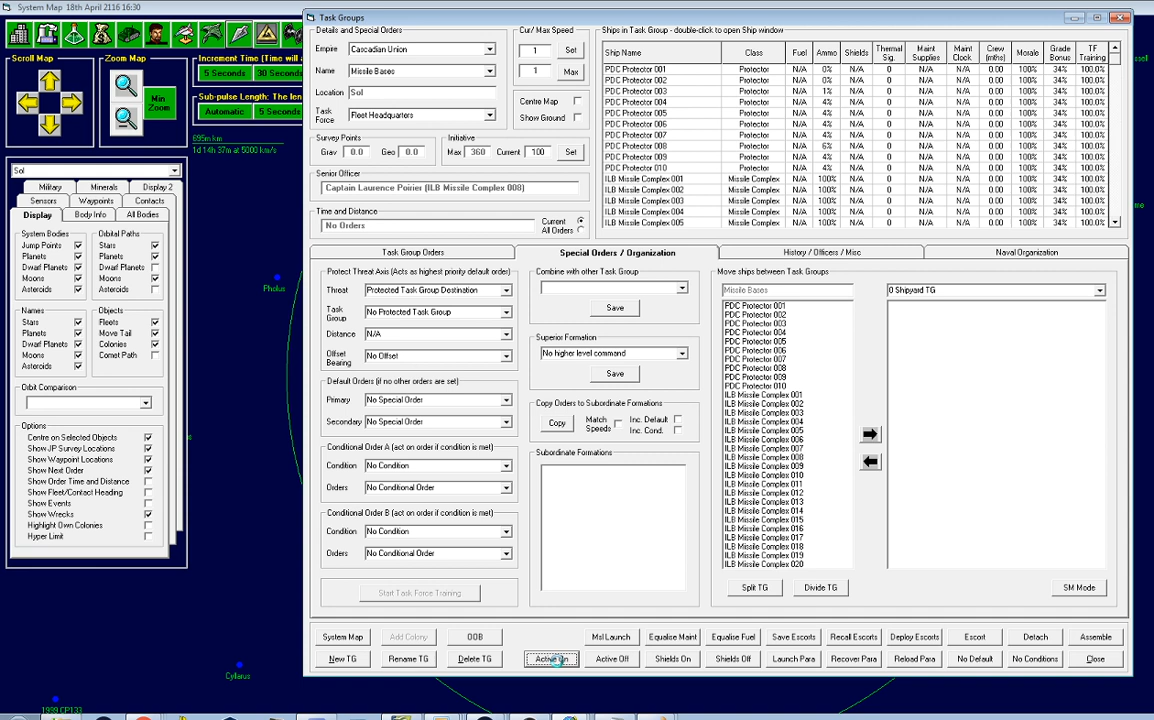 System Map 18th April 2116 16:30
Scroll Map
Zoom Map
Min
Zoom
Increment Time (Time will a
5 Seconds
30 Secon
Sub-pulse Length: The len
Automatic
5 Second
695m km
1d 14h 37m at 5000 km/s
Sol
Military
Minerals
Display 2
Sensors
Waypoints
Contacts
Display
Body Info
All Bodies
System Bodies
Orbital Paths
Jump Points
Stars
Planets
Planets
Dwarf Planets
Dwarf Planets
Moons
Moons
Asteroids
Asteroids
Names
Objects
Stars
Fleets
Planets
Move Tail
Dwarf Planets
Colonies
Moons
Comet Path
Asteroids
Orbit Comparison
Options
Centre on Selected Objects
Show JP Survey Locations
Show Waypoint Locations
Show Next Order
Show Order Time and Distance
Show Fleet/Contact Heading
Show Events
Show Wrecks
Highlight Own Colonies
Hyper Limit
Pholus
Cyllarus
1999 CP133
ssell
me
Task Groups
Details and Special Orders
Empire
Cascadian Union
Name
Missile Bases
Location
Sol
Task
Force
Fleet Headquarters
Cur/ Max Speed
1
Set
1
Max
Centre Map
Show Ground
Survey Points
Grav 0.0 Geo 0.0
Initiative
Max 360 Current 100 Set
Senior Officer
Captain Laurence Poirier (ILB Missile Complex 008)
Time and Distance
No Orders
Current
All Orders
Ships in Task Group - double-click to open Ship window
Ship Name Class Fuel Ammo Shields Thermal Sig. Maint Supplies Maint Clock Crew (mths) Morale Grade Bonus TF Training
PDC Protector 001 Protector N/A 0% N/A 0 N/A N/A 0.00 100% 34% 100.0%
PDC Protector 002 Protector N/A 0% N/A 0 N/A N/A 0.00 100% 34% 100.0%
PDC Protector 003 Protector N/A 1% N/A 0 N/A N/A 0.00 100% 34% 100.0%
PDC Protector 004 Protector N/A 4% N/A 0 N/A N/A 0.00 100% 34% 100.0%
PDC Protector 005 Protector N/A 4% N/A 0 N/A N/A 0.00 100% 34% 100.0%
PDC Protector 006 Protector N/A 4% N/A 0 N/A N/A 0.00 100% 34% 100.0%
PDC Protector 007 Protector N/A 4% N/A 0 N/A N/A 0.00 100% 34% 100.0%
PDC Protector 008 Protector N/A 6% N/A 0 N/A N/A 0.00 100% 34% 100.0%
PDC Protector 009 Protector N/A 4% N/A 0 N/A N/A 0.00 100% 34% 100.0%
PDC Protector 010 Protector N/A 4% N/A 0 N/A N/A 0.00 100% 34% 100.0%
ILB Missile Complex 001 Missile Complex N/A 100% N/A 0 N/A N/A 0.00 100% 34% 100.0%
ILB Missile Complex 002 Missile Complex N/A 100% N/A 0 N/A N/A 0.00 100% 34% 100.0%
ILB Missile Complex 003 Missile Complex N/A 100% N/A 0 N/A N/A 0.00 100% 34% 100.0%
ILB Missile Complex 004 Missile Complex N/A 100% N/A 0 N/A N/A 0.00 100% 34% 100.0%
ILB Missile Complex 005 Missile Complex N/A 100% N/A 0 N/A N/A 0.00 100% 34% 100.0%
Task Group Orders
Special Orders / Organization
History / Officers / Misc
Naval Organization
Protect Threat Axis (Acts as highest priority default order)
Threat
Protected Task Group Destination
Task
Group
No Protected Task Group
Distance
N/A
Offset
Bearing
No Offset
Default Orders (if no other orders are set)
Primary
No Special Order
Secondary
No Special Order
Conditional Order A (act on order if condition is met)
Condition
No Condition
Orders
No Conditional Order
Conditional Order B (act on order if condition is met)
Condition
No Condition
Orders
No Conditional Order
Start Task Force Training
Combine with other Task Group
Save
Superior Formation
No higher level command
Save
Copy Orders to Subordinate Formations
Copy
Match
Speeds
Inc. Default
Inc. Cond.
Subordinate Formations
Move ships between Task Groups
Missile Bases
0 Shipyard TG
PDC Protector 001
PDC Protector 002
PDC Protector 003
PDC Protector 004
PDC Protector 005
PDC Protector 006
PDC Protector 007
PDC Protector 008
PDC Protector 009
PDC Protector 010
ILB Missile Complex 001
ILB Missile Complex 002
ILB Missile Complex 003
ILB Missile Complex 004
ILB Missile Complex 005
ILB Missile Complex 006
ILB Missile Complex 007
ILB Missile Complex 008
ILB Missile Complex 009
ILB Missile Complex 010
ILB Missile Complex 011
ILB Missile Complex 012
ILB Missile Complex 013
ILB Missile Complex 014
ILB Missile Complex 015
ILB Missile Complex 016
ILB Missile Complex 017
ILB Missile Complex 018
ILB Missile Complex 019
ILB Missile Complex 020
Split TG
Divide TG
SM Mode
System Map
Add Colony
OOB
Msl Launch
Equalise Maint
Equalise Fuel
Save Escorts
Recall Escorts
Deploy Escorts
Escort
Detach
Assemble
New TG
Rename TG
Delete TG
Active On
Active Off
Shields On
Shields Off
Launch Para
Recover Para
Reload Para
No Default
No Conditions
Close